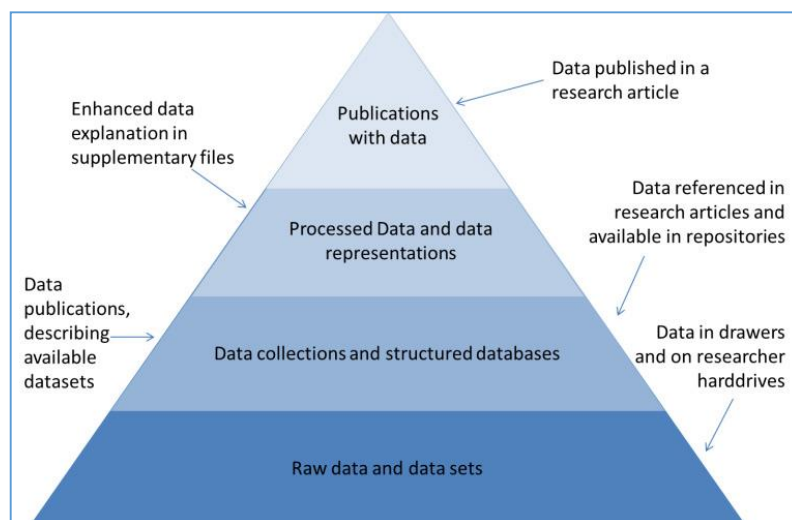 Data published in a
research article
Enhanced data
explanation in
supplementary files
Publications
with data
Data referenced in
research articles and
available in repositories
Processed Data and data
representations
Data
publications,
describing
available
datasets
Data collections and structured databases
Data in drawers
and on researcher
harddrives
Raw data and data sets